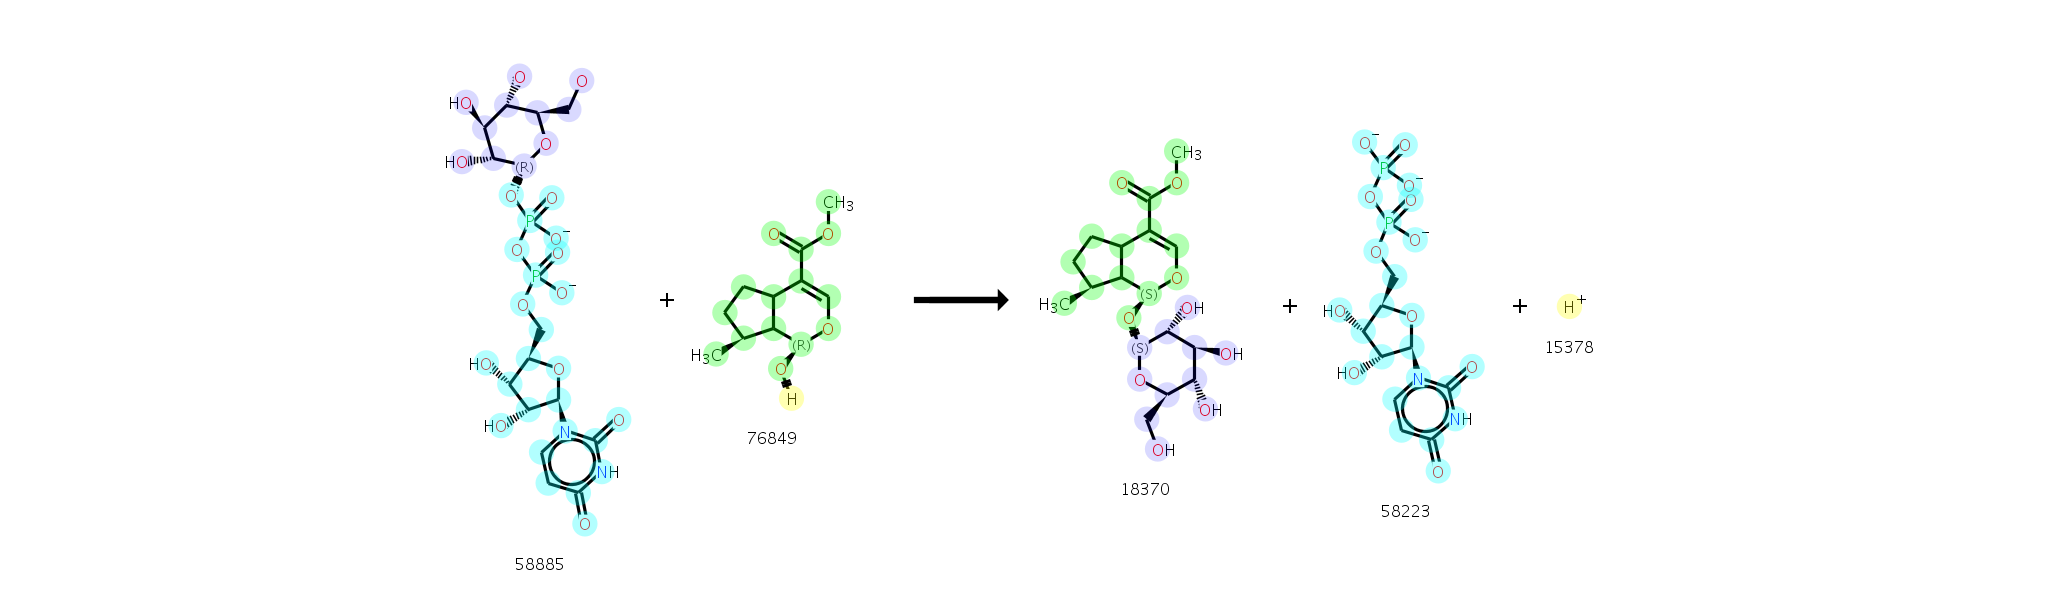 O O
HO
O
HO (R)
O O
P
O⁻
O O
P
O O⁻
HO O
HO
N O
NH
O
58885
+
CH₃
O O
O
(R)
H₃C
O
H
76849
CH₃
O O
O
(S)
H₃C
O OH
(S)
OH
O
OH
OH
18370
+
O⁻ O
P
O O⁻
O
P
O O⁻
HO O
HO
N O
NH
O
58223
+
H⁺
15378